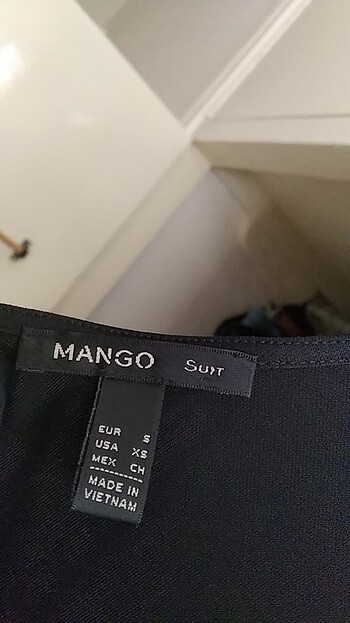 MANGO Suit
EUR S
USA XS
MEX CH
MADE IN
VIETNAM